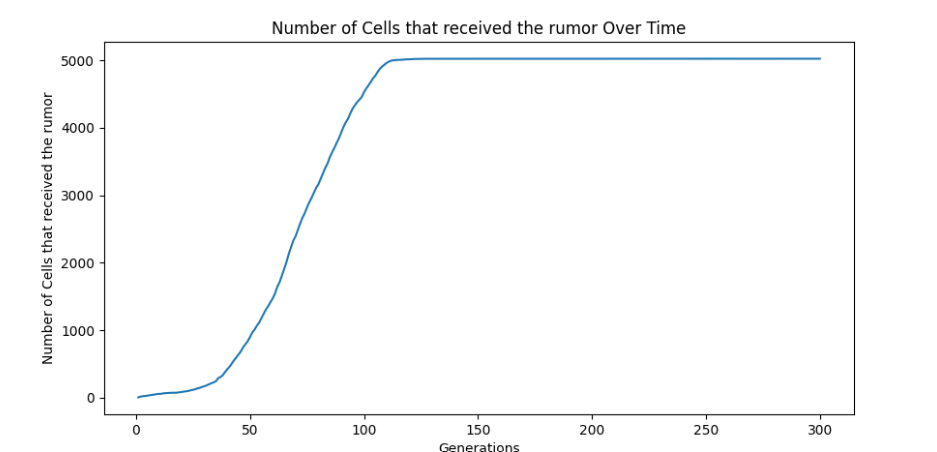 Number of Cells that received the rumor Over Time
Number of Cells that received the rumor
5000
4000
3000
2000
1000
0
0 50 100 150 200 250 300
Generations